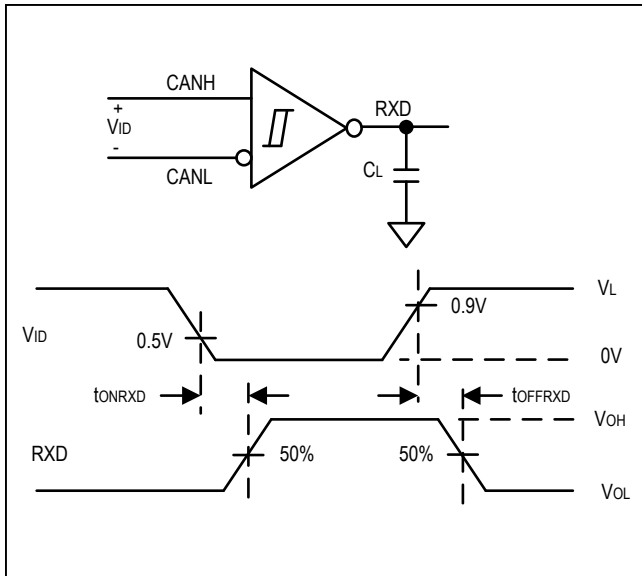 CANH
+
VID
-
CANL
RXD
CL
VID
0.5V
0.9V
VL
0V
tONRXD
tOFFRXD
RXD
50%
50%
VOH
VOL